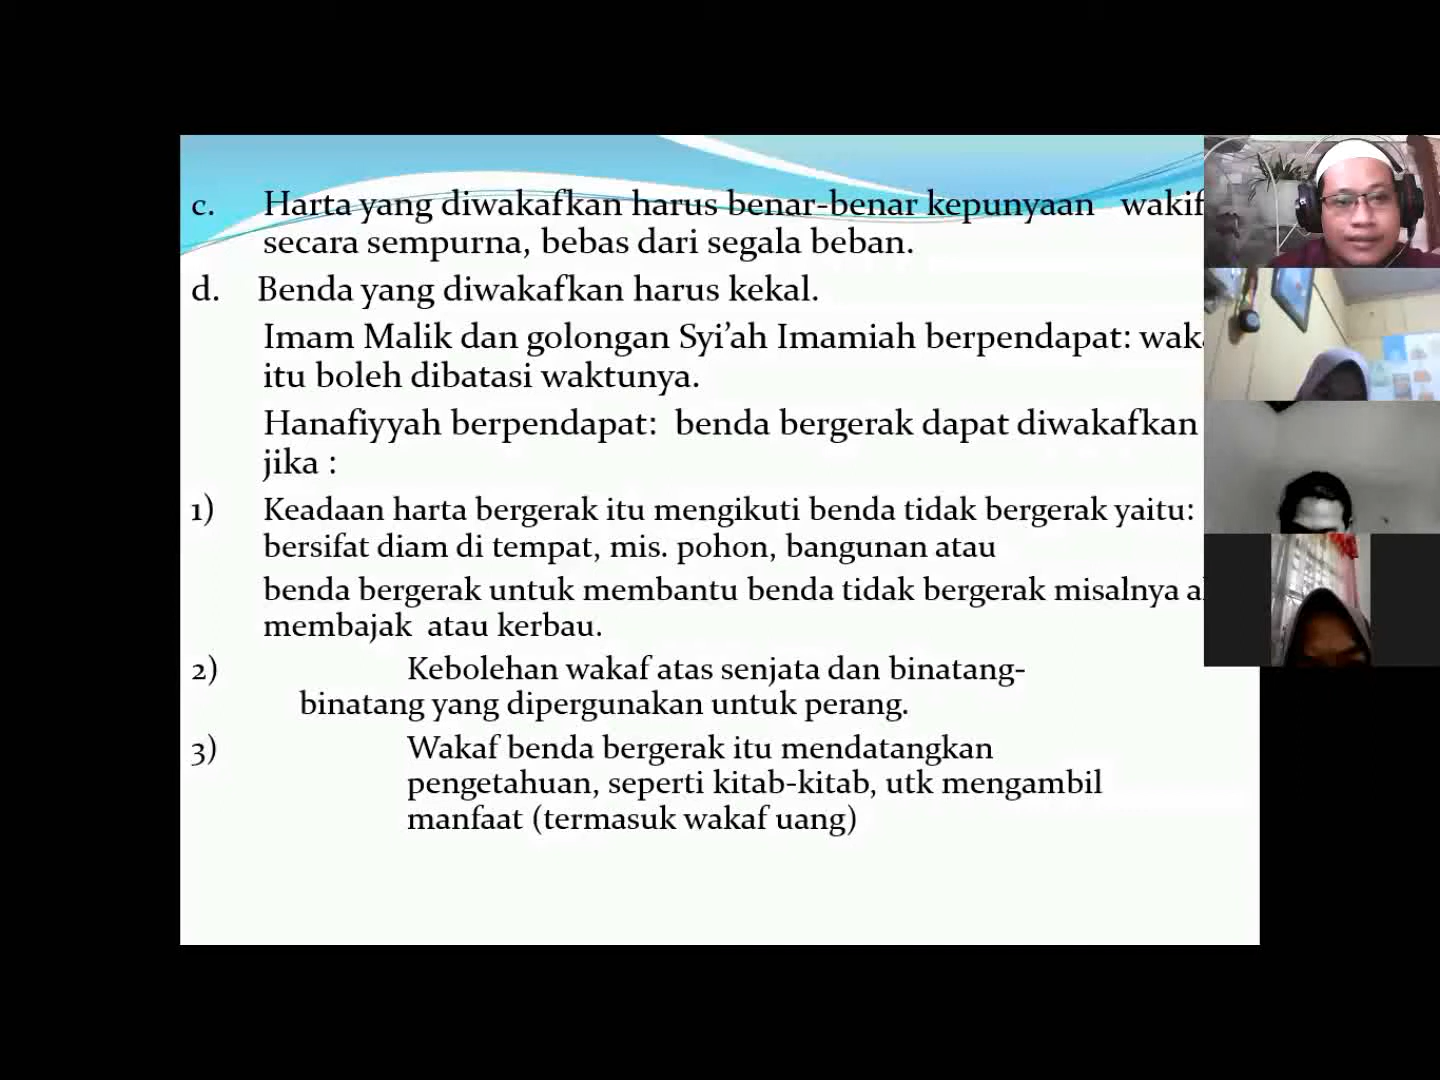 c. Harta yang diwakafkan harus benar-benar kepunyaan wakif
secara sempurna, bebas dari segala beban.
d. Benda yang diwakafkan harus kekal.
Imam Malik dan golongan Syi’ah Imamiah berpendapat:
itu boleh dibatasi waktunya.
Hanafiyyah berpendapat: benda bergerak dapat diwakafkan
jika :
1) Keadaan harta bergerak itu mengikuti benda tidak bergerak yaitu:
bersifat diam di tempat, mis. pohon, bangunan atau
benda bergerak untuk membantu benda tidak bergerak misalnya
membajak atau kerbau.
2) Kebolehan wakaf atas senjata dan binatang-
binatang yang dipergunakan untuk perang.
3) Wakaf benda bergerak itu mendatangkan
pengetahuan, seperti kitab-kitab, utk mengambil
manfaat (termasuk wakaf uang)